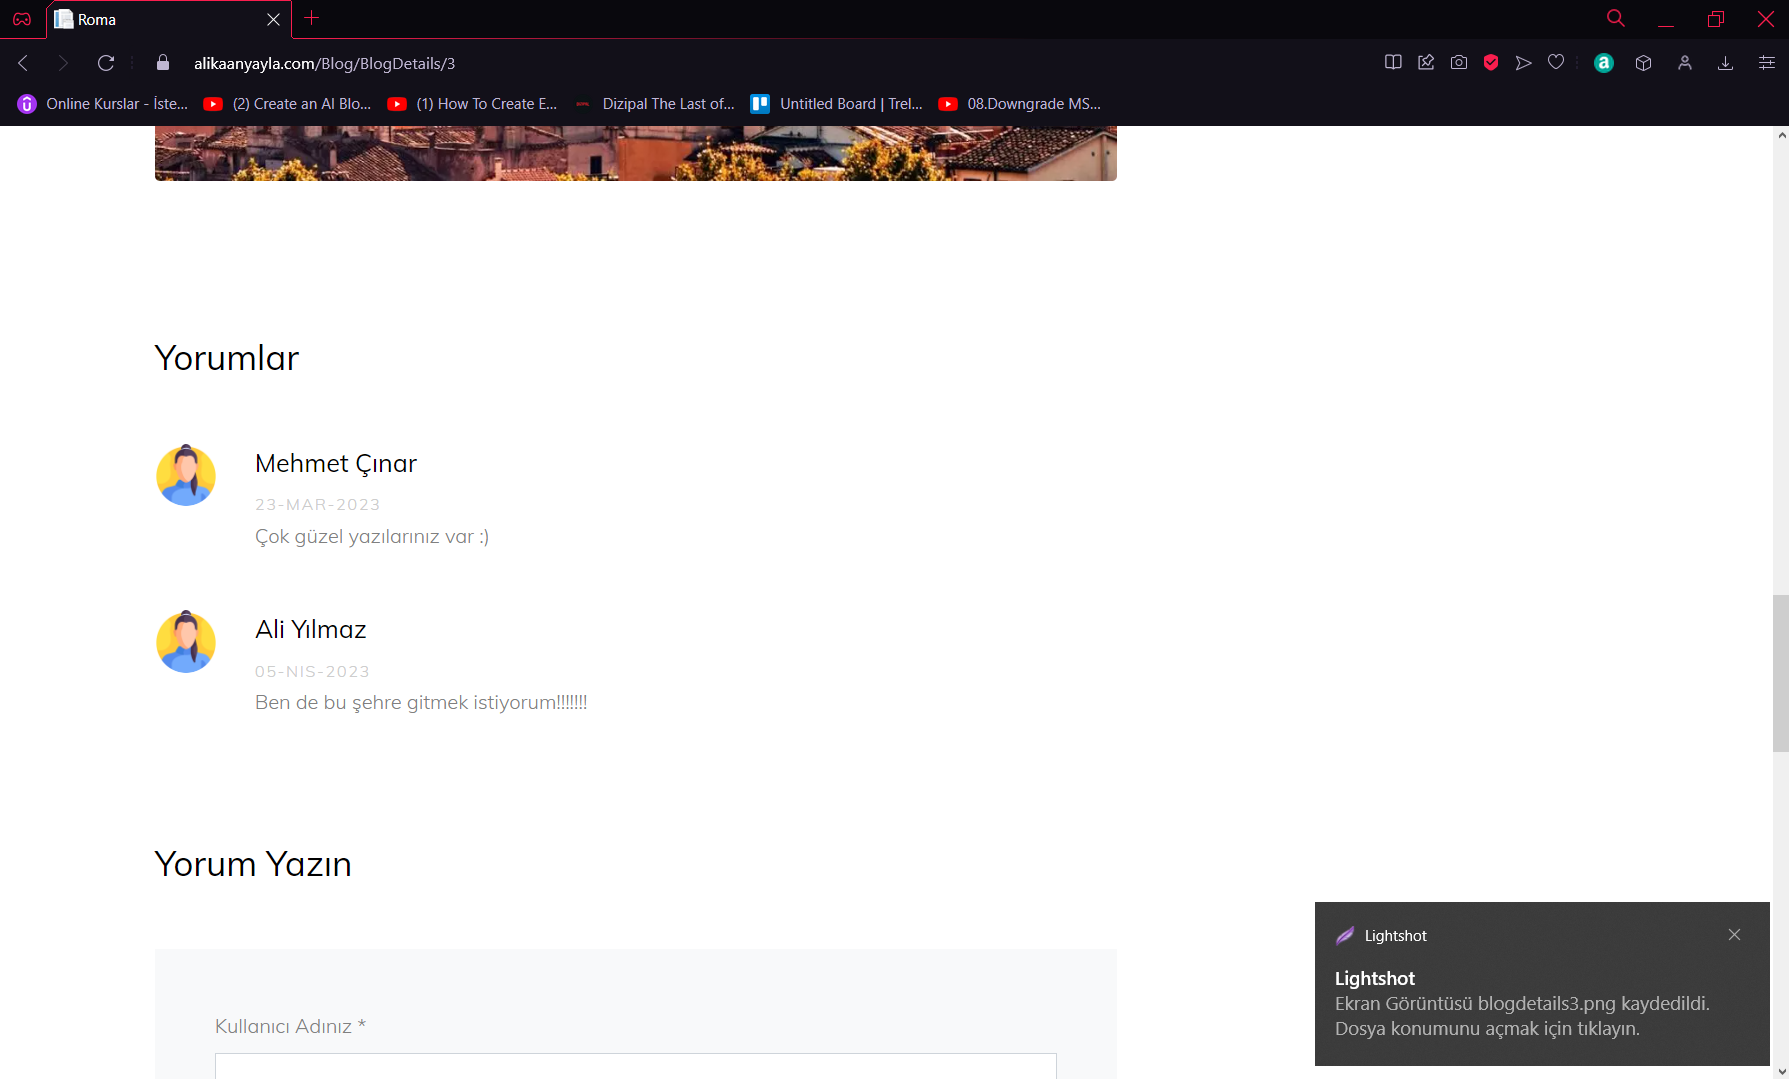 Roma
alikaanyayla.com/Blog/BlogDetails/3
Online Kurslar - İste...
(2) Create an AI Blo...
(1) How To Create E...
Dizipal The Last of...
Untitled Board | Trel...
08.Downgrade MS...
Yorumlar
Mehmet Çınar
23-MAR-2023
Çok güzel yazılarınız var :)
Ali Yılmaz
05-NIS-2023
Ben de bu şehre gitmek istiyorum!!!!!!!
Yorum Yazın
Kullanıcı Adınız *
Lightshot
Lightshot
Ekran Görüntüsü blogdetails3.png kaydedildi.
Dosya konumunu açmak için tıklayın.